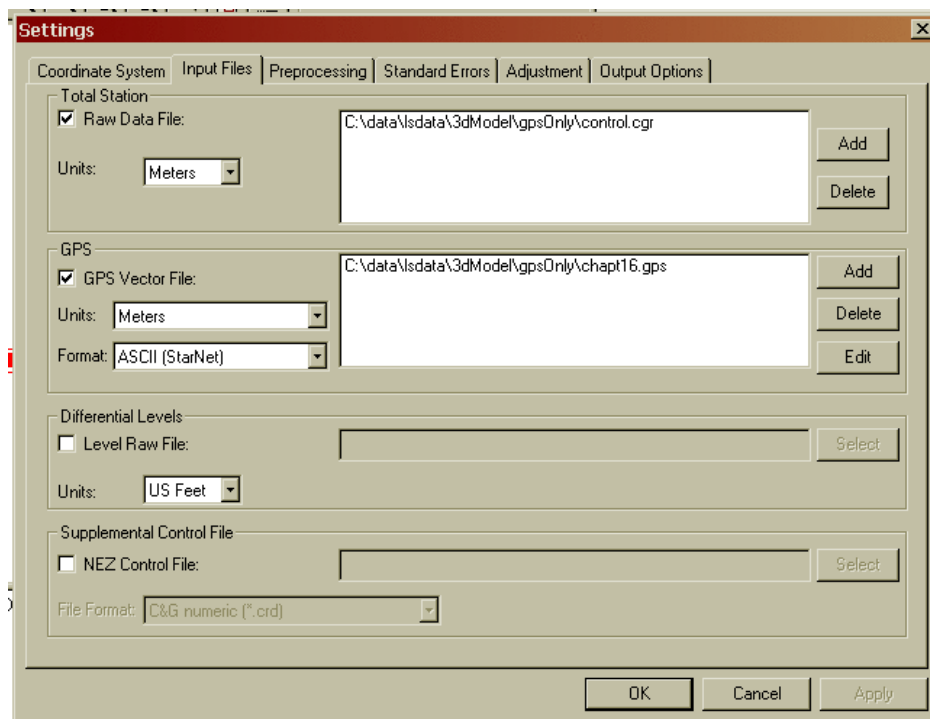 Settings
Coordinate System Input Files Preprocessing Standard Errors Adjustment Output Options
Total Station
Raw Data File:
C:\data\lsdata\3dModel\gpsOnly\control.cgr
Add
Units: Meters
Delete
GPS
GPS Vector File:
C:\data\lsdata\3dModel\gpsOnly\chapt16.gps
Add
Units: Meters
Delete
Format: ASCII (StarNet)
Edit
Differential Levels
Level Raw File:
Select
Units: US Feet
Supplemental Control File
NEZ Control File:
Select
File Format: C&G numeric (*.crd)
OK Cancel Apply